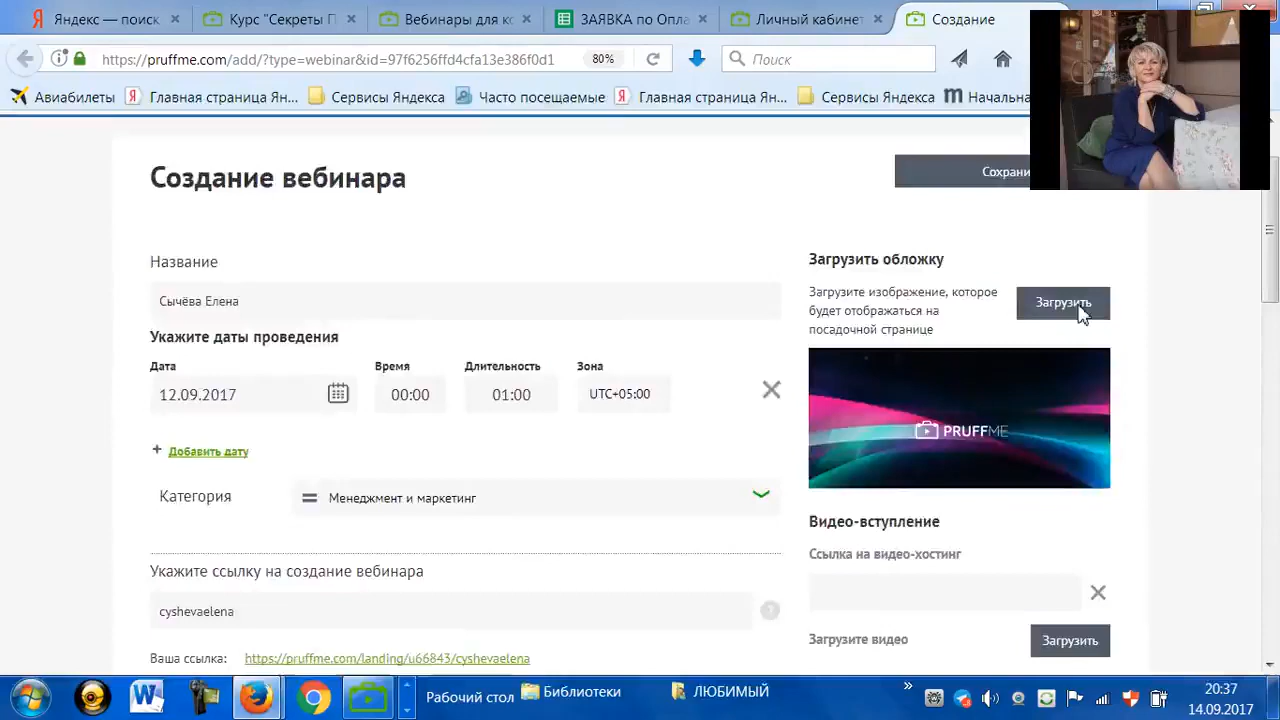 Яндекс — поиск
Курс "Секреты П
Вебинары для ко
ЗАЯВКА по Опла
Личный кабинет
Создание
https://pruffme.com/add/?type=webinar&id=97f6256ffd4cfa13e386f0d1
80%
Поиск
Авиабилеты
Главная страница Ян...
Сервисы Яндекса
Часто посещаемые
Главная страница Ян...
Сервисы Яндекса
Начальна
Создание вебинара
Сохрани
Название
Сычёва Елена
Укажите даты проведения
Дата Время Длительность Зона
12.09.2017 00:00 01:00 UTC+05:00
+ Добавить дату
Категория Менеджмент и маркетинг
Укажите ссылку на создание вебинара
cyshevaelena
?
Ваша ссылка: https://pruffme.com/landing/u66843/cyshevaelena
Загрузить обложку
Загрузите изображение, которое
будет отображаться на
посадочной странице
Загрузить
PRUFFME
Видео-вступление
Ссылка на видео-хостинг
Загрузите видео
Загрузить
Рабочий стол
Библиотеки
ЛЮБИМЫЙ
20:37
14.09.2017